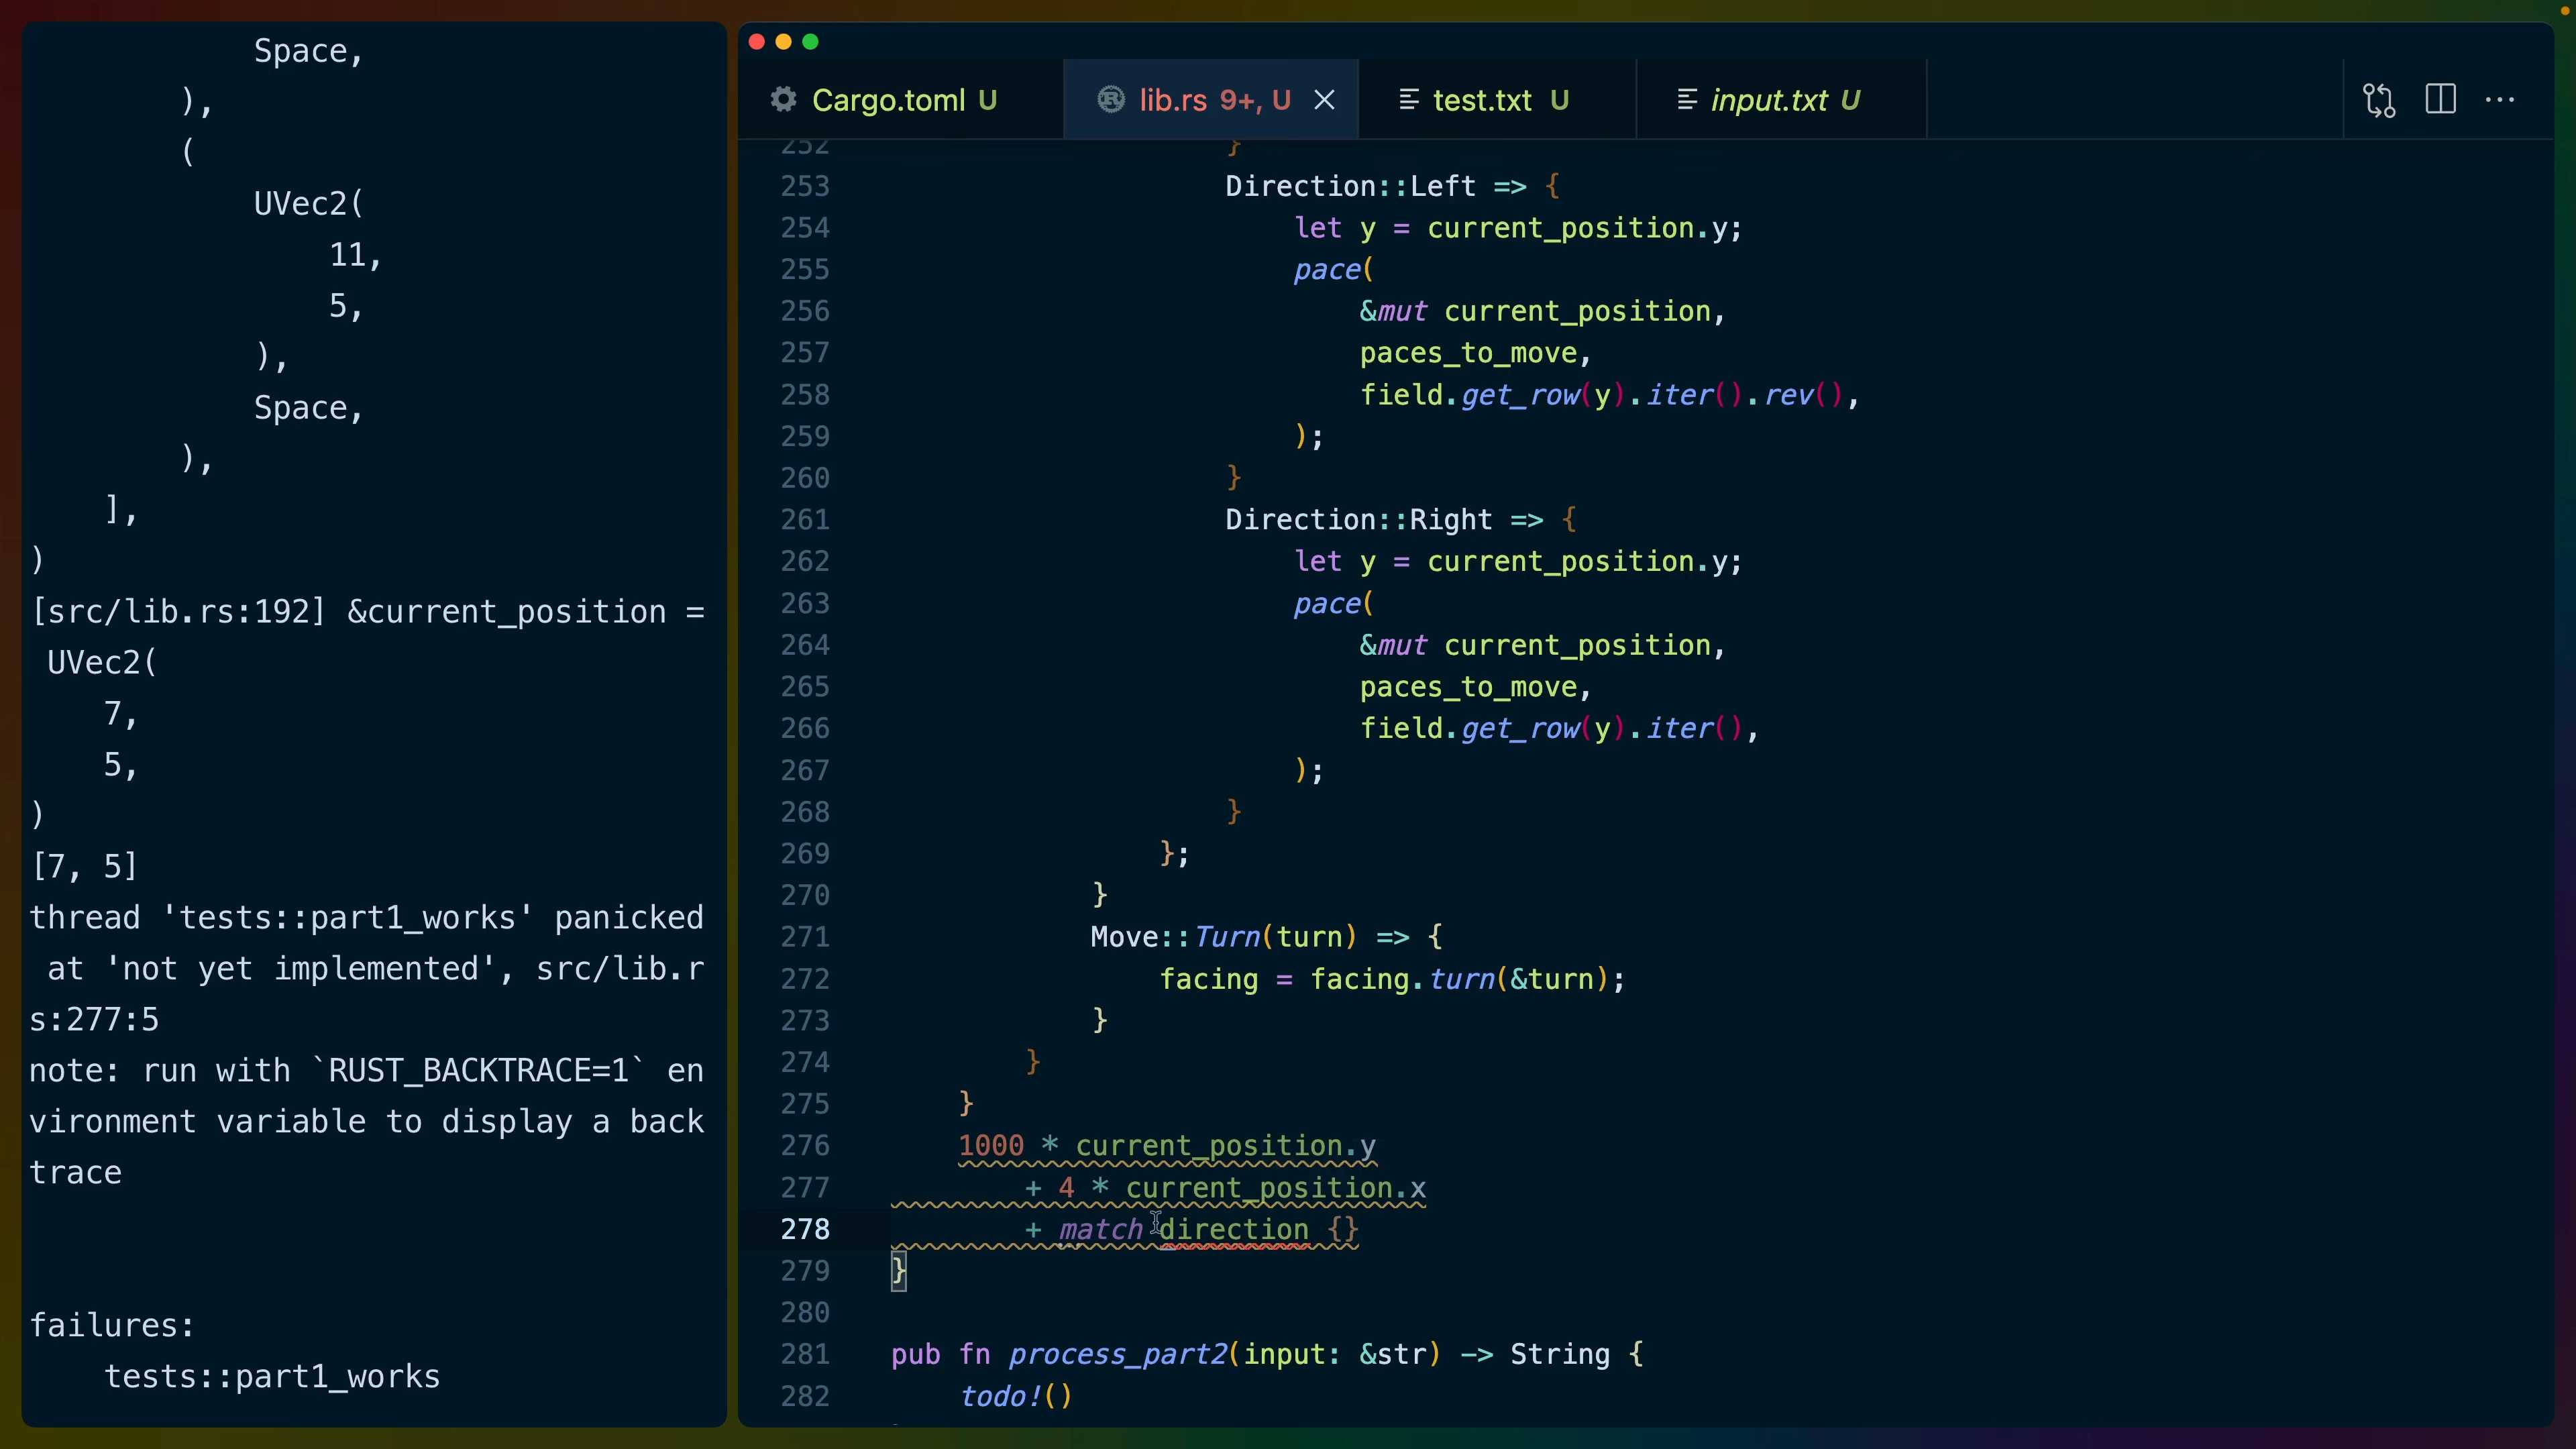 Space,
        ),
        (
            UVec2(
                11,
                5,
            ),
            Space,
        ),
    ],
)
[src/lib.rs:192] &current_position =
 UVec2(
    7,
    5,
)
[7, 5]
thread 'tests::part1_works' panicked
 at 'not yet implemented', src/lib.r
s:277:5
note: run with `RUST_BACKTRACE=1` en
vironment variable to display a back
trace
failures:
    tests::part1_works
Cargo.toml U
lib.rs 9+, U
test.txt U
input.txt U
252                     }
253                     Direction::Left => {
254                         let y = current_position.y;
255                         pace(
256                             &mut current_position,
257                             paces_to_move,
258                             field.get_row(y).iter().rev(),
259                         );
260                     }
261                     Direction::Right => {
262                         let y = current_position.y;
263                         pace(
264                             &mut current_position,
265                             paces_to_move,
266                             field.get_row(y).iter(),
267                         );
268                     }
269                 };
270             }
271             Move::Turn(turn) => {
272                 facing = facing.turn(&turn);
273             }
274         }
275     }
276     1000 * current_position.y
277         + 4 * current_position.x
278         + match direction {}
279 }
280
281 pub fn process_part2(input: &str) -> String {
282     todo!()